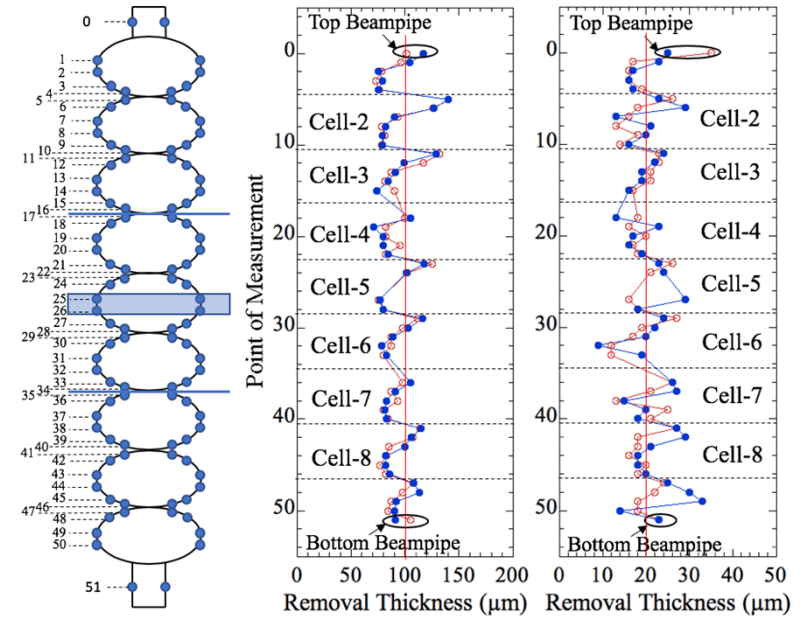 0
1
2
3
4
5
6
7
8
9
10
11
12
13
14
15
16
17
18
19
20
21
22
23
24
25
26
27
28
29
30
31
32
33
34
35
36
37
38
39
40
41
42
43
44
45
46
47
48
49
50
51
Point of Measurement
0
10
20
30
40
50
Top Beampipe
Cell-2
Cell-3
Cell-4
Cell-5
Cell-6
Cell-7
Cell-8
Bottom Beampipe
0 50 100 150 200
Removal Thickness (µm)
0
10
20
30
40
50
Top Beampipe
Cell-2
Cell-3
Cell-4
Cell-5
Cell-6
Cell-7
Cell-8
Bottom Beampipe
0 10 20 30 40 50
Removal Thickness (µm)